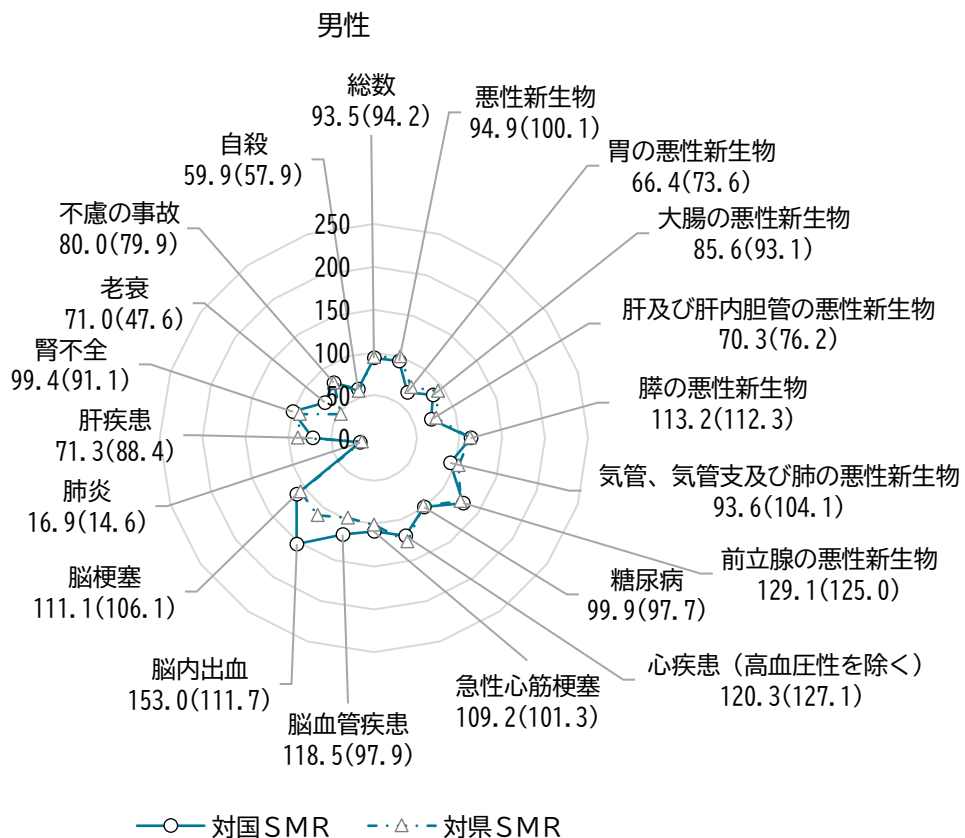 男性
総数
93.5(94.2)
悪性新生物
94.9(100.1)
胃の悪性新生物
66.4(73.6)
大腸の悪性新生物
85.6(93.1)
肝及び肝内胆管の悪性新生物
70.3(76.2)
膵の悪性新生物
113.2(112.3)
気管、気管支及び肺の悪性新生物
93.6(104.1)
前立腺の悪性新生物
129.1(125.0)
糖尿病
99.9(97.7)
心疾患（高血圧性を除く）
120.3(127.1)
急性心筋梗塞
109.2(101.3)
脳血管疾患
118.5(97.9)
脳内出血
153.0(111.7)
脳梗塞
111.1(106.1)
肺炎
16.9(14.6)
肝疾患
71.3(88.4)
腎不全
99.4(91.1)
老衰
71.0(47.6)
不慮の事故
80.0(79.9)
自殺
59.9(57.9)
250
200
150
100
50
0
対国ＳＭＲ
対県ＳＭＲ